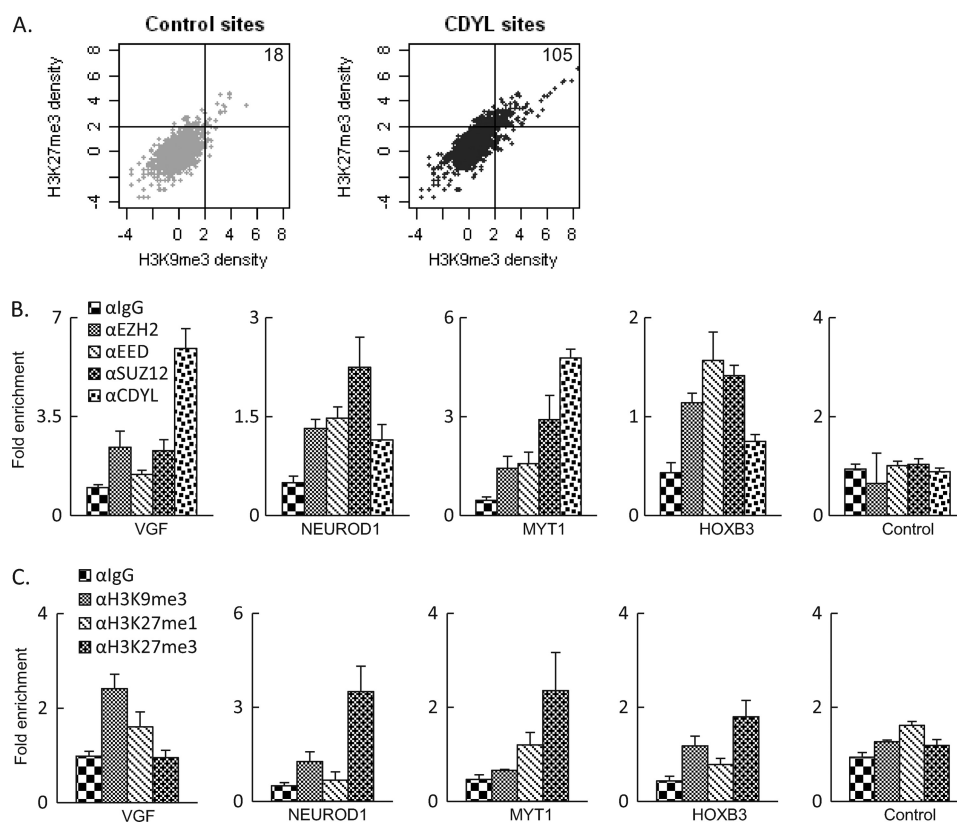 A.
Control sites
CDYL sites
H3K27me3 density
8
6
4
2
0
-4
18
-4 0 2 4 6 8
H3K9me3 density
H3K27me3 density
8
6
4
2
0
-4
105
-4 0 2 4 6 8
H3K9me3 density
B.
αIgG
αEZH2
αEED
αSUZ12
αCDYL
Fold enrichment
7
3.5
0
VGF
3
1.5
0
NEUROD1
6
3
0
MYT1
2
1
0
HOXB3
4
2
0
Control
C.
αIgG
αH3K9me3
αH3K27me1
αH3K27me3
Fold enrichment
4
2
0
VGF
6
3
0
NEUROD1
4
2
0
MYT1
4
2
0
HOXB3
4
2
0
Control